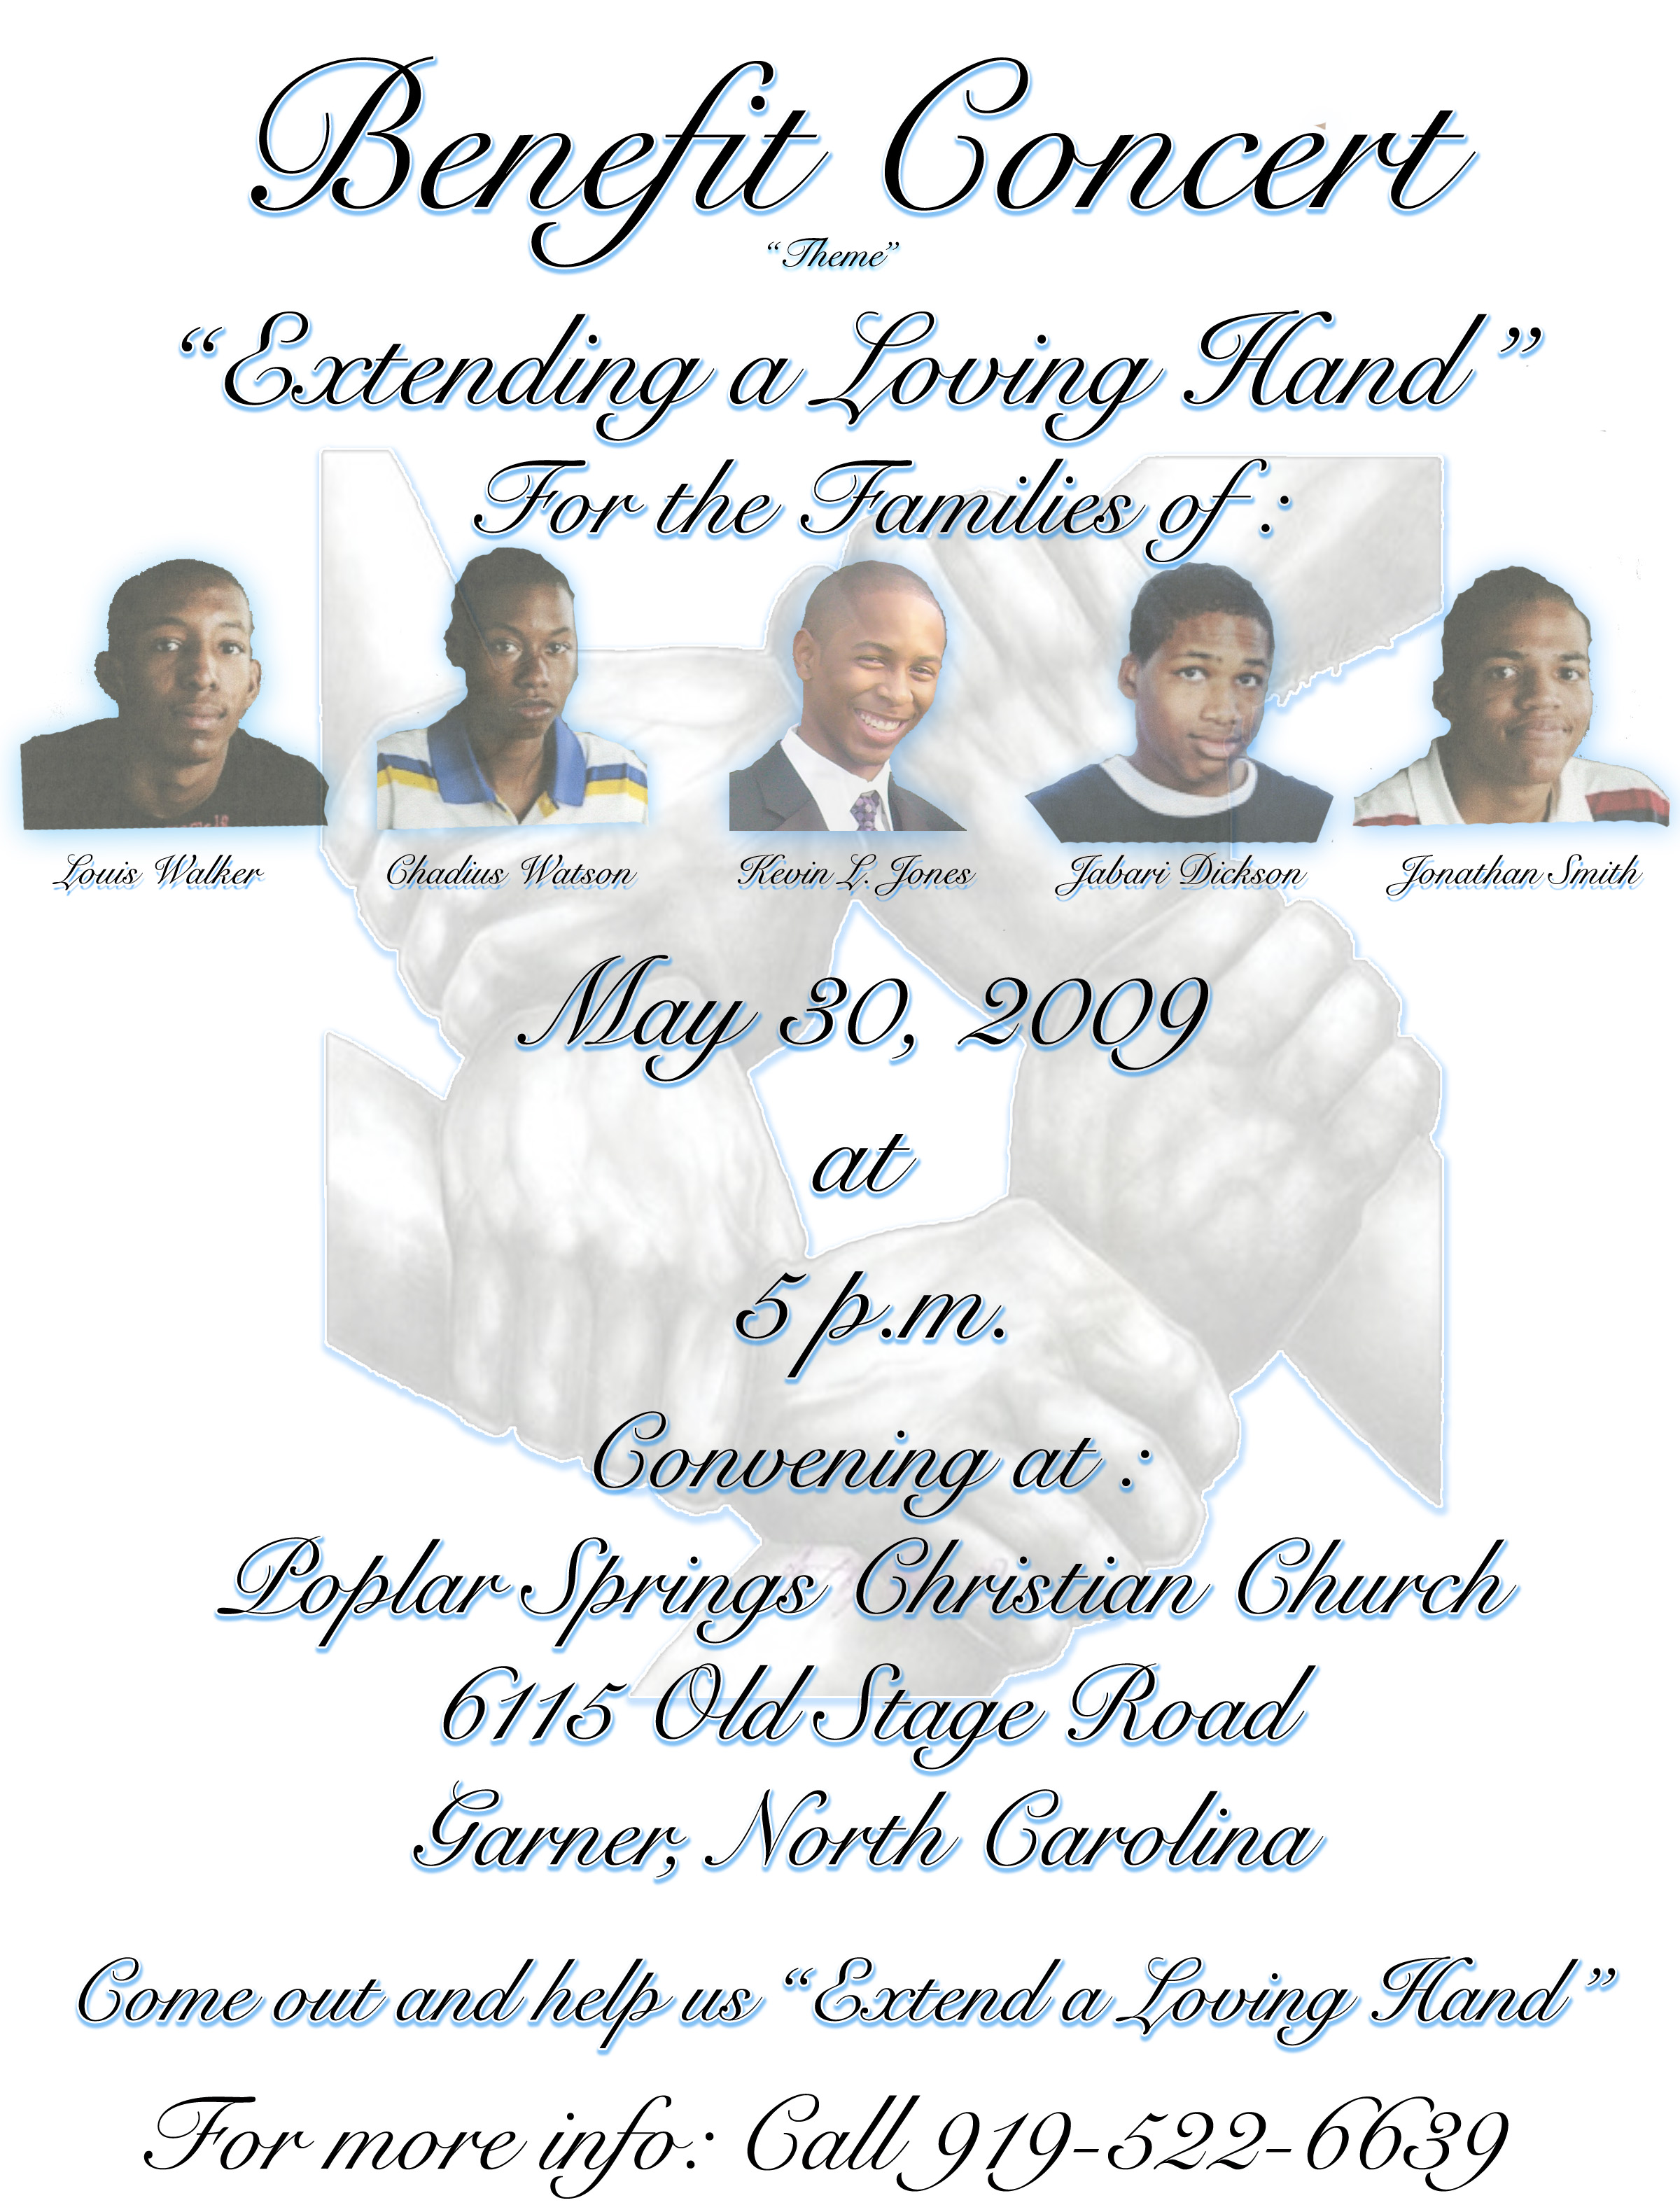 Benefit Concert
“Theme”
“Extending a Loving Hand”
For the Families of :
Louis Walker Chadius Watson Kevin L. Jones Jabari Dickson Jonathan Smith
May 30, 2009
at
5 p.m.
Convening at :
Poplar Springs Christian Church
6115 Old Stage Road
Garner, North Carolina
Come out and help us “Extend a Loving Hand”
For more info: Call 919-522-6639